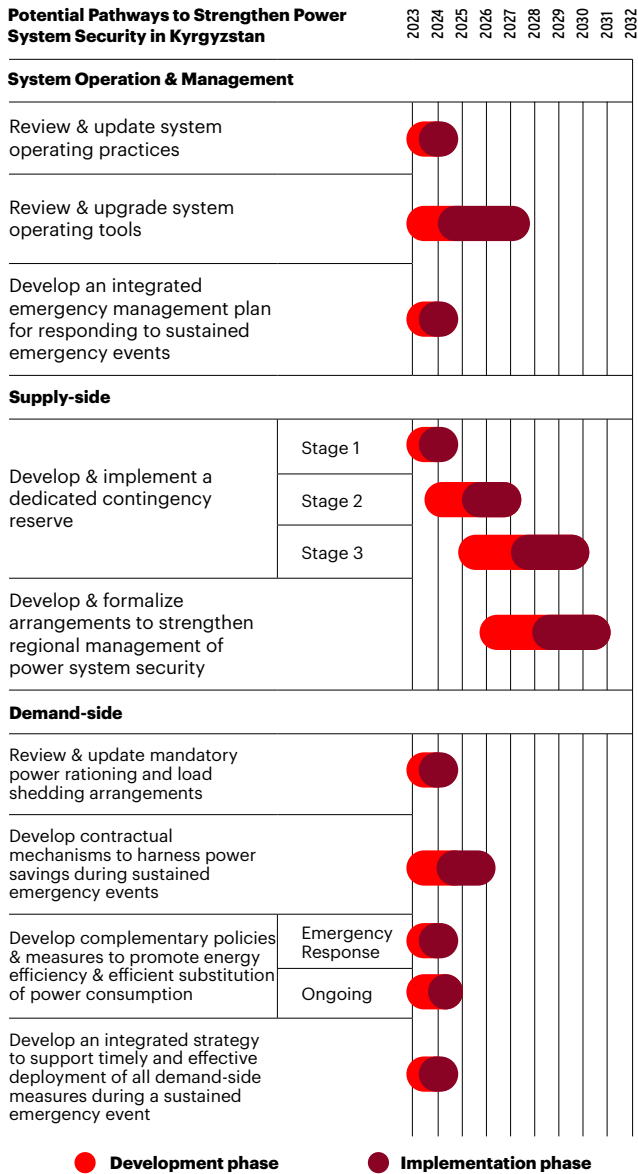 Potential Pathways to Strengthen Power
System Security in Kyrgyzstan
2023 2024 2025 2026 2027 2028 2029 2030 2031 2032
System Operation & Management
Review & update system
operating practices
Review & upgrade system
operating tools
Develop an integrated
emergency management plan
for responding to sustained
emergency events
Supply-side
Develop & implement a
dedicated contingency
reserve
Stage 1
Stage 2
Stage 3
Develop & formalize
arrangements to strengthen
regional management of
power system security
Demand-side
Review & update mandatory
power rationing and load
shedding arrangements
Develop contractual
mechanisms to harness power
savings during sustained
emergency events
Develop complementary policies
& measures to promote energy
efficiency & efficient substitution
of power consumption
Emergency
Response
Ongoing
Develop an integrated strategy
to support timely and effective
deployment of all demand-side
measures during a sustained
emergency event
Development phase
Implementation phase